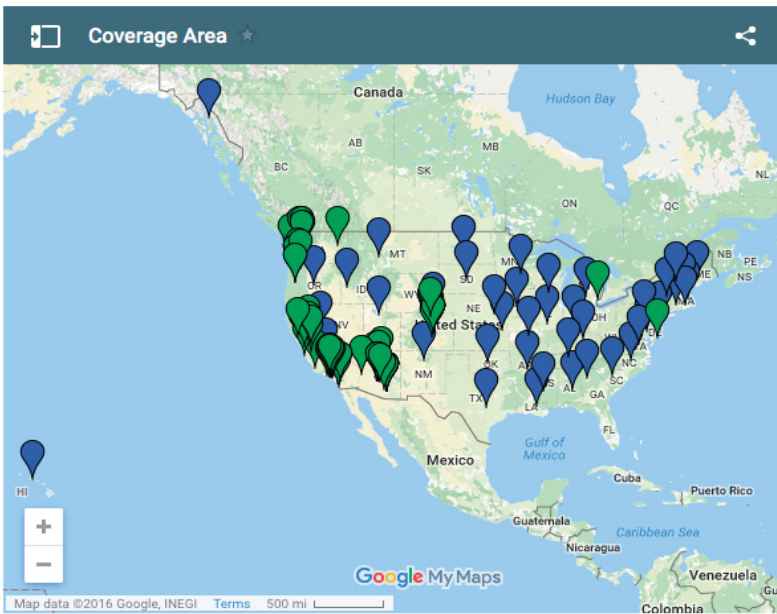 Coverage Area
Canada
Hudson Bay
AB
MB
BC
SK
NL
ON
QC
NB
PE
NS
MT
ME
MN
SD
OR
ID
WY
MA
NE
OH
NV
United States
DE
NC
NM
SC
AL
TX
GA
LA
FL
Gulf of
Mexico
Mexico
Cuba
HI
Puerto Rico
Guatemala
Caribbean Sea
Nicaragua
Google My Maps
Venezuela
Map data ©2016 Google, INEGI Terms 500 mi
Colombia